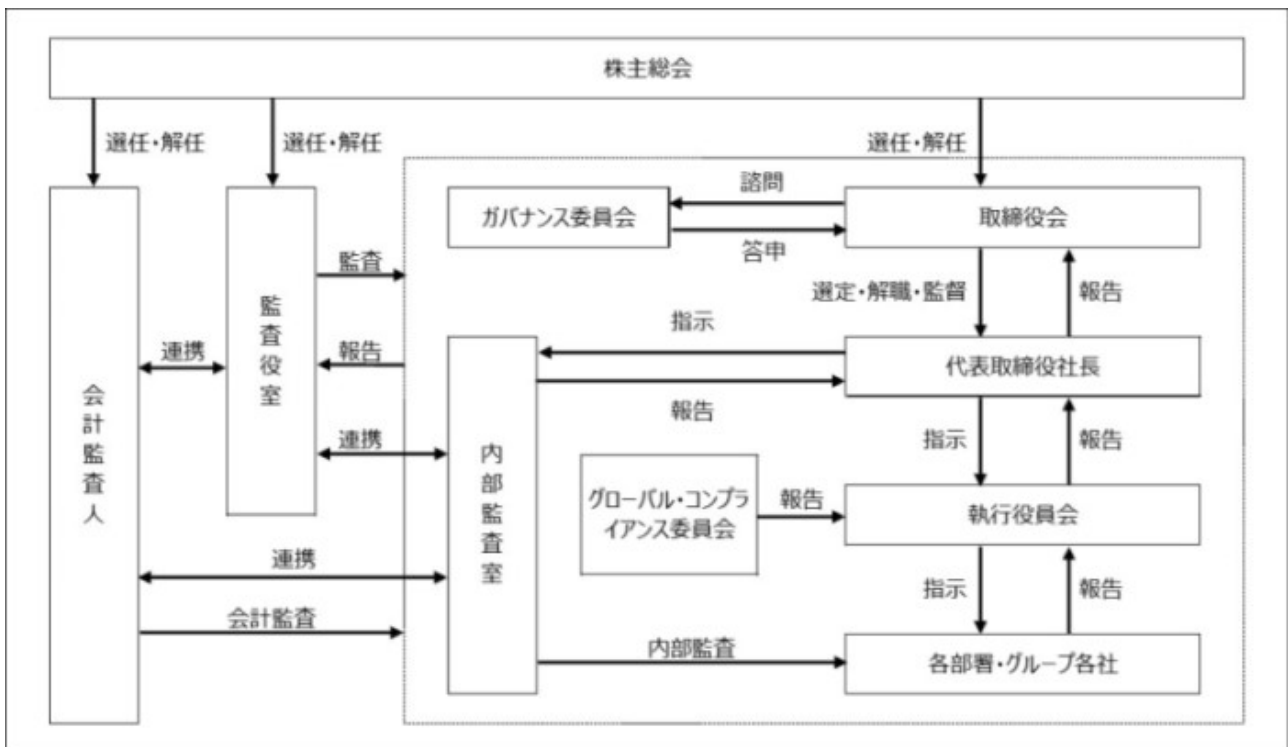 株主総会
選任・解任
選任・解任
選任・解任
諮問
ガバナンス委員会
取締役会
答申
監査
選定・解職・監督
報告
監査役室
指示
連携
報告
代表取締役社長
報告
会計監査人
連携
内部監査室
指示
報告
グローバル・コンプラ
イアンス委員会
報告
執行役員会
連携
指示
報告
会計監査
内部監査
各部署・グループ各社